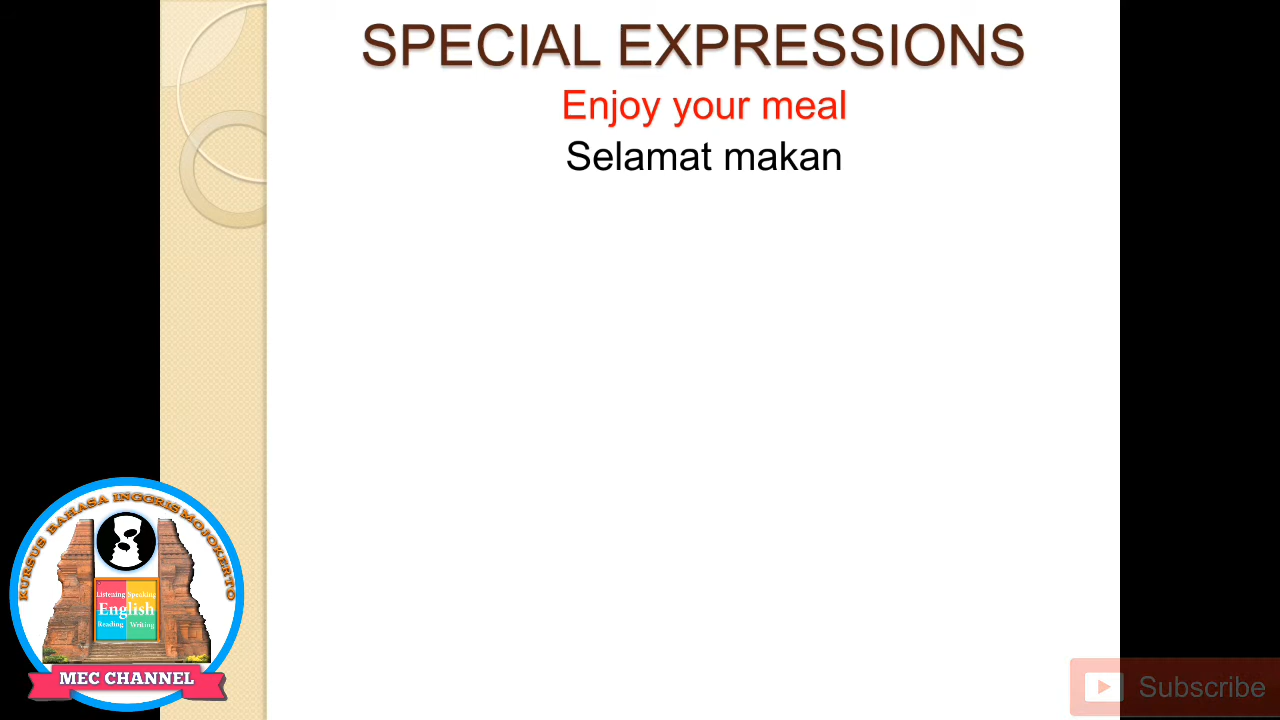 SPECIAL EXPRESSIONS
Enjoy your meal
Selamat makan
KURSUS BAHASA INGGRIS MOJOKERTO
Listening Speaking
English
Reading Writing
MEC CHANNEL
Subscribe